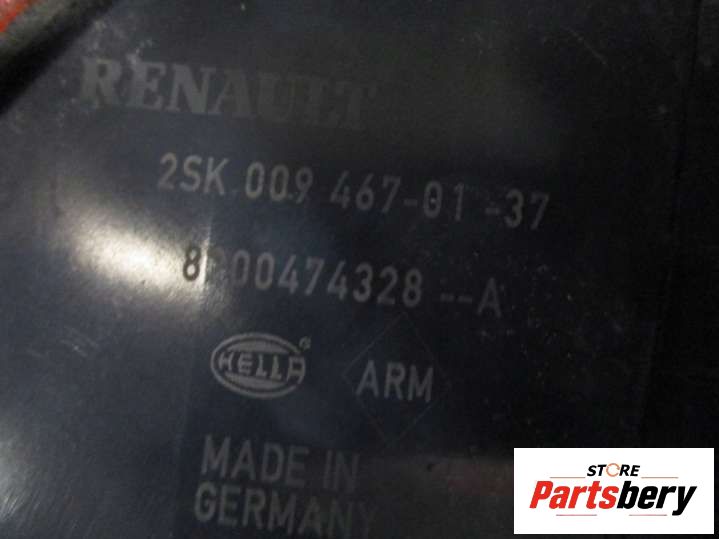 RENAULT
2SK 009 467-01 -37
8200474328 --A
HELLA ®
ARM
MADE IN
GERMANY
STORE
Partsbery